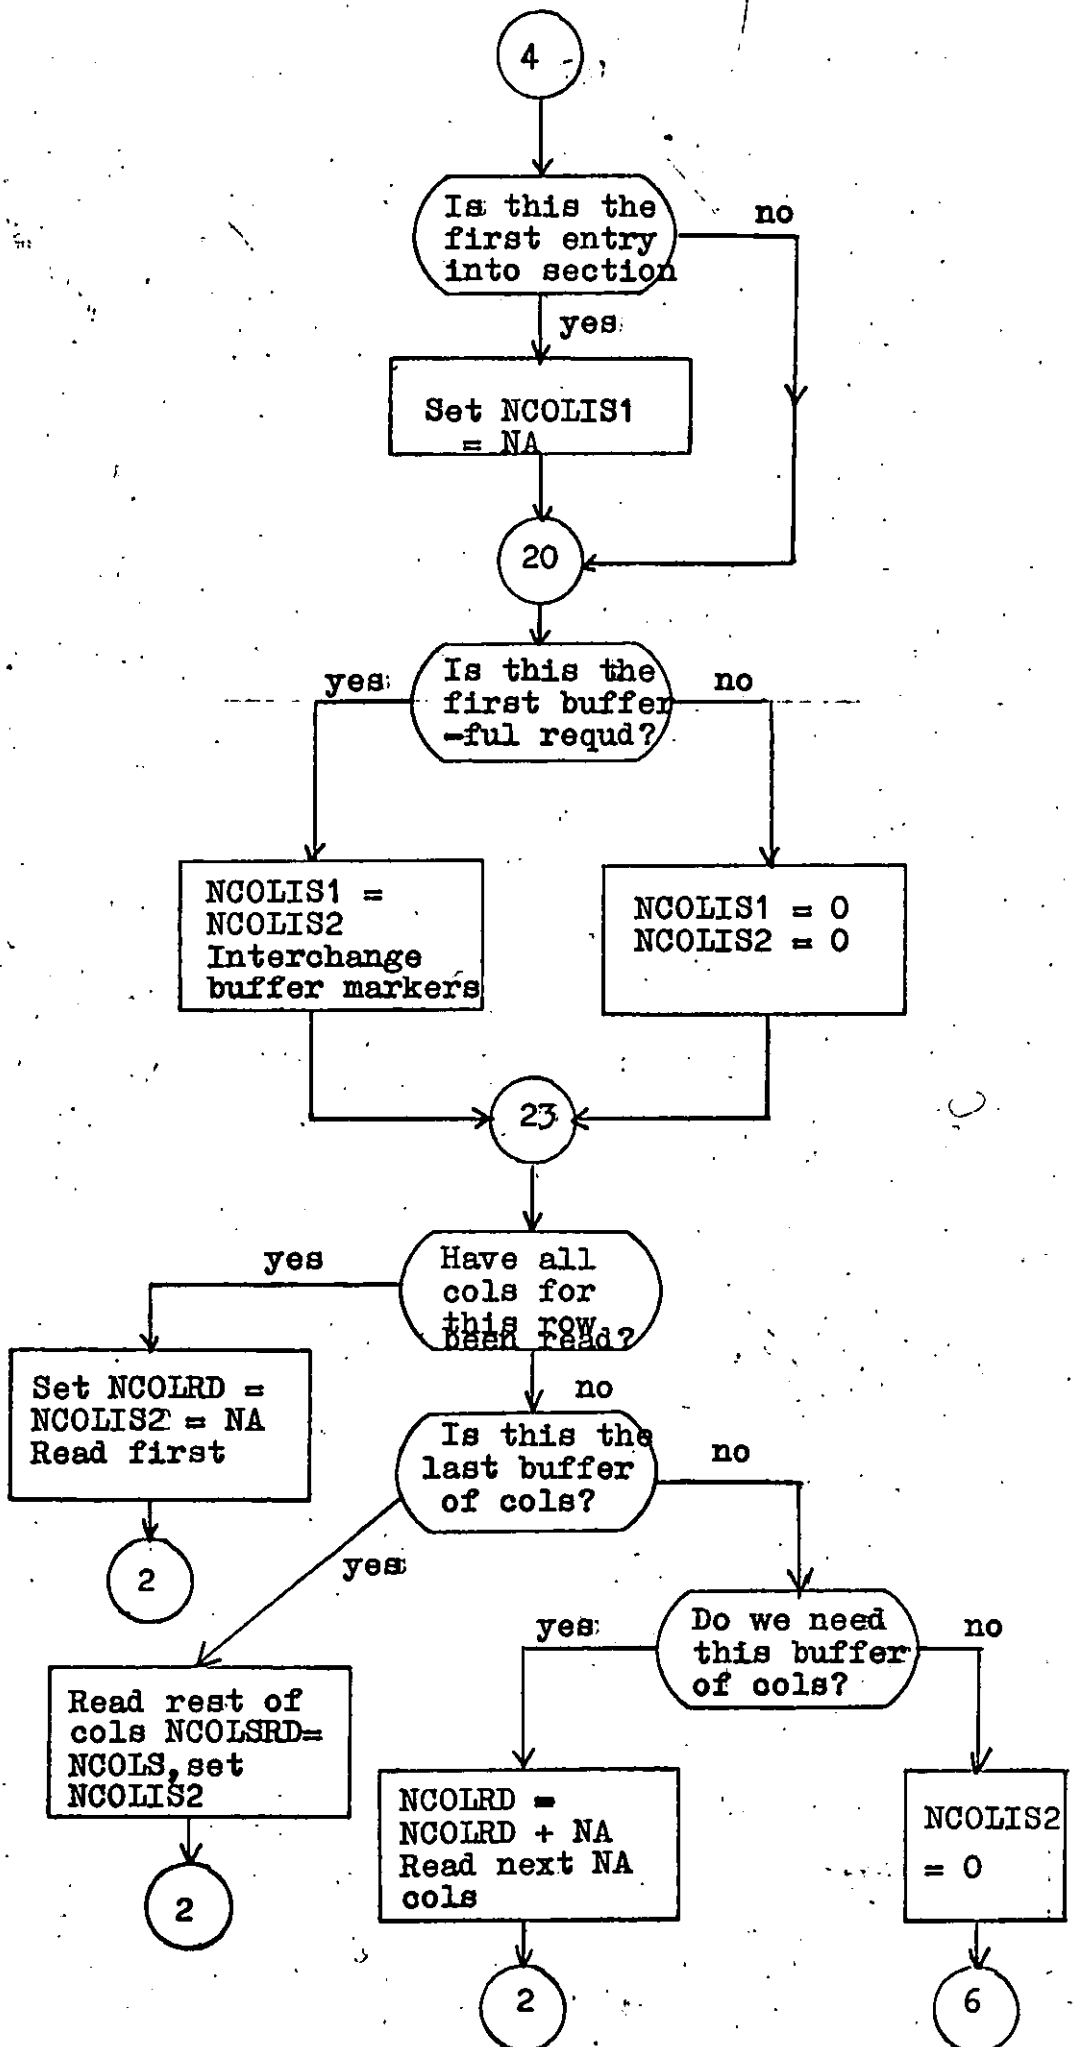 4
Is this the
first entry
into section
no
yes
Set NCOLIS1
= NA
20
Is this the
first buffer
-ful requd?
yes
no
NCOLIS1 =
NCOLIS2
Interchange
buffer markers
NCOLIS1 = 0
NCOLIS2 = 0
23
Have all
cols for
this row
been read?
yes
no
Set NCOLRD =
NCOLIS2 = NA
Read first
2
Is this the
last buffer
of cols?
no
yes
Do we need
this buffer
of cols?
yes
no
Read rest of
cols NCOLSRD=
NCOLS,set
NCOLIS2
2
NCOLRD =
NCOLRD + NA
Read next NA
cols
2
NCOLIS2
= 0
6